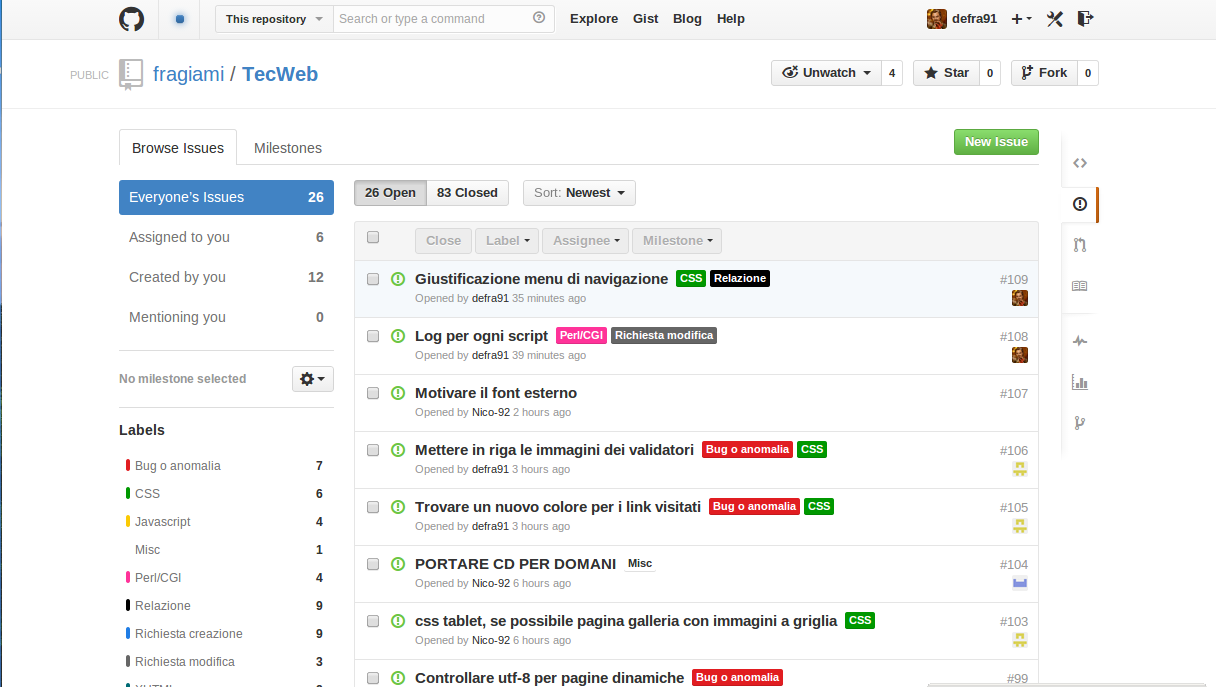 This repository Search or type a command Explore Gist Blog Help defra91
PUBLIC fragiami / TecWeb Unwatch 4 Star 0 Fork 0
Browse Issues Milestones New Issue
Everyone's Issues 26
Assigned to you 6
Created by you 12
Mentioning you 0
No milestone selected
Labels
Bug o anomalia 7
CSS 6
Javascript 4
Misc 1
Perl/CGI 4
Relazione 9
Richiesta creazione 9
Richiesta modifica 3
26 Open 83 Closed Sort: Newest
Close Label Assignee Milestone
Giustificazione menu di navigazione CSS Relazione #109
Opened by defra91 35 minutes ago
Log per ogni script Perl/CGI Richiesta modifica #108
Opened by defra91 39 minutes ago
Motivare il font esterno #107
Opened by Nico-92 2 hours ago
Mettere in riga le immagini dei validatori Bug o anomalia CSS #106
Opened by defra91 3 hours ago
Trovare un nuovo colore per i link visitati Bug o anomalia CSS #105
Opened by defra91 3 hours ago
PORTARE CD PER DOMANI Misc #104
Opened by Nico-92 6 hours ago
css tablet, se possibile pagina galleria con immagini a griglia CSS #103
Opened by Nico-92 6 hours ago
Controllare utf-8 per pagine dinamiche Bug o anomalia #99